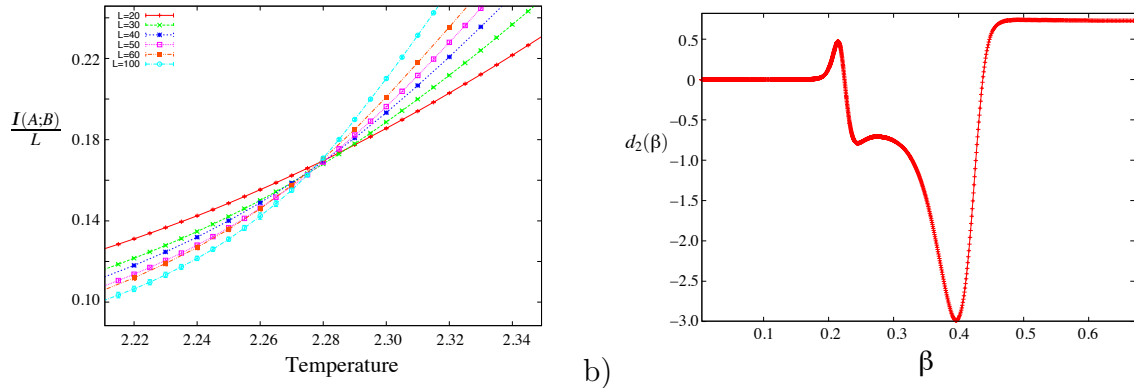 L=20
L=30
L=40
L=50
L=60
L=100
0.22
0.18
0.14
0.10
I(A;B)
L
2.22 2.24 2.26 2.28 2.30 2.32 2.34
Temperature
b)
0.5
0.0
−0.5
−1.0
−1.5
−2.0
−2.5
−3.0
d₂(β)
0.1 0.2 0.3 0.4 0.5 0.6
β